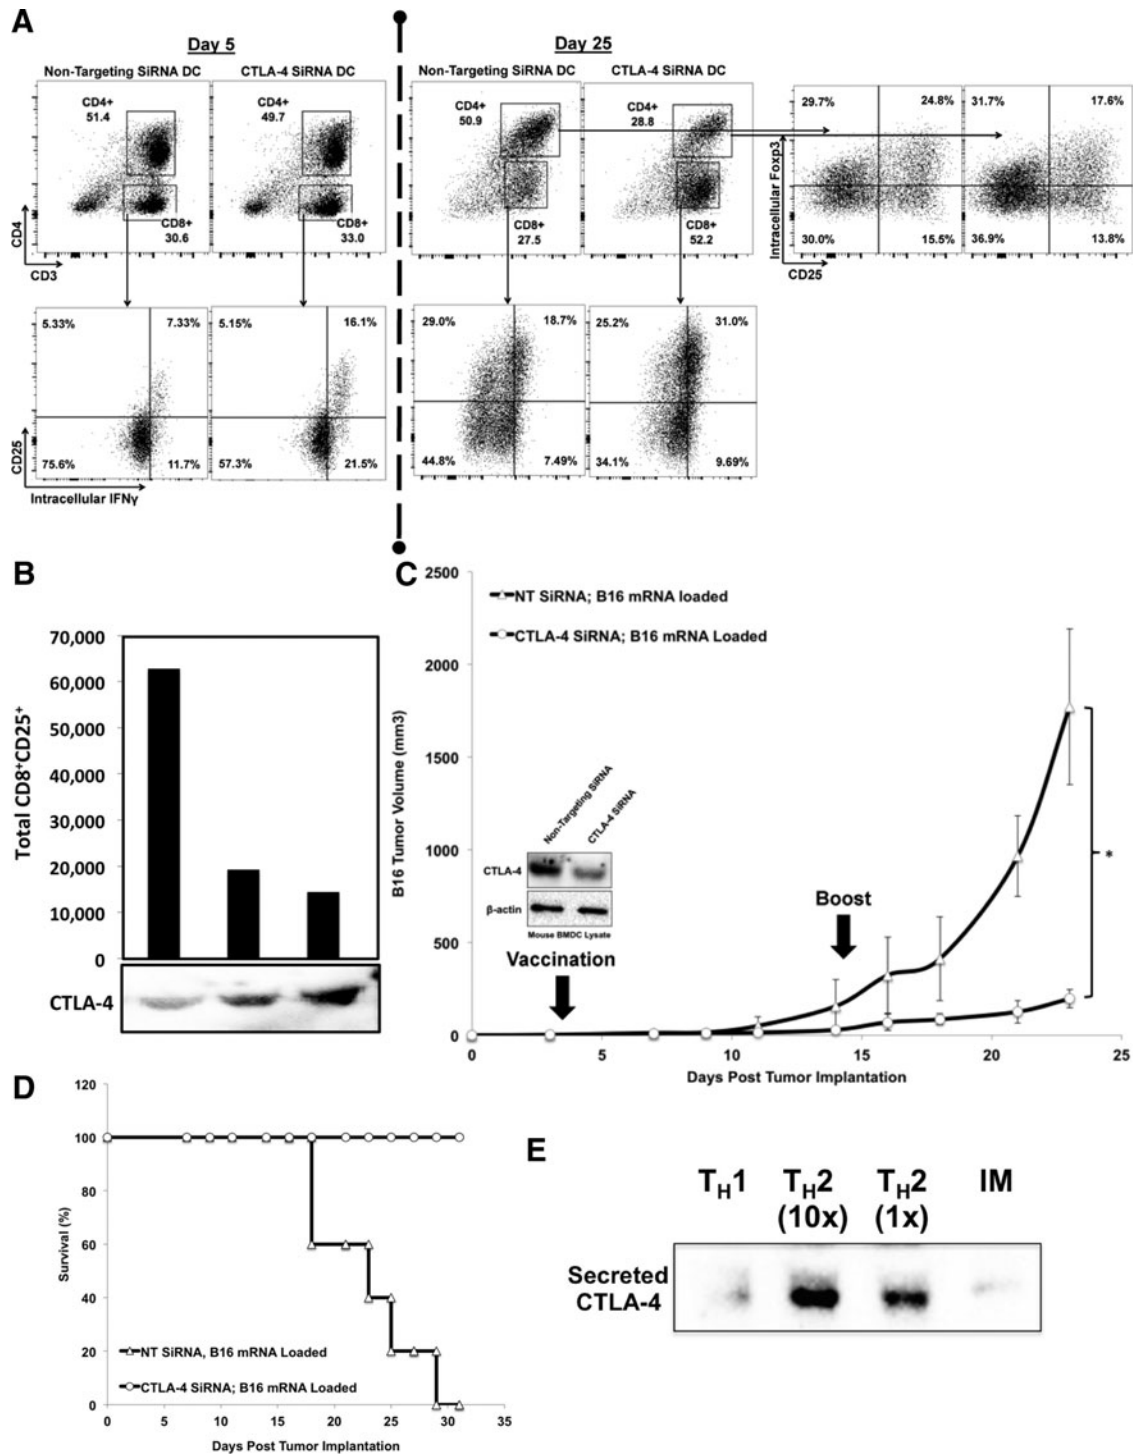 A
Day 5
Day 25
Non-Targeting SiRNA DC
CTLA-4 SiRNA DC
Non-Targeting SiRNA DC
CTLA-4 SiRNA DC
CD4+
51.4
CD4+
49.7
CD4+
50.9
CD4+
28.8
CD8+
30.6
CD8+
33.0
CD8+
27.5
CD8+
52.2
CD4
CD3
29.7%
24.8%
30.0%
15.5%
31.7%
17.6%
36.9%
13.8%
Intracellular Foxp3
CD25
5.33%
7.33%
75.6%
11.7%
5.15%
16.1%
57.3%
21.5%
29.0%
18.7%
44.8%
7.49%
25.2%
31.0%
34.1%
9.69%
CD25
Intracellular IFNγ
B
70,000
60,000
50,000
40,000
30,000
20,000
10,000
0
Total CD8+CD25+
CTLA-4
C
2500
2000
1500
1000
500
0
B16 Tumor Volume (mm3)
NT SiRNA; B16 mRNA loaded
CTLA-4 SiRNA; B16 mRNA Loaded
Non-Targeting SiRNA
CTLA-4 SiRNA
CTLA-4
β-actin
Mouse BMDC Lysate
Vaccination
Boost
*
0 5 10 15 20 25
Days Post Tumor Implantation
D
120
100
80
60
40
20
0
Survival (%)
NT SiRNA, B16 mRNA Loaded
CTLA-4 SiRNA; B16 mRNA Loaded
0 5 10 15 20 25 30 35
Days Post Tumor Implantation
E
TH1 TH2 (10x) TH2 (1x) IM
Secreted
CTLA-4